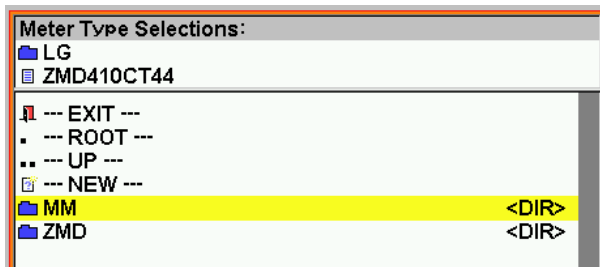 Meter Type Selections:
LG
ZMD410CT44
--- EXIT ---
. --- ROOT ---
.. --- UP ---
--- NEW ---
MM <DIR>
ZMD <DIR>